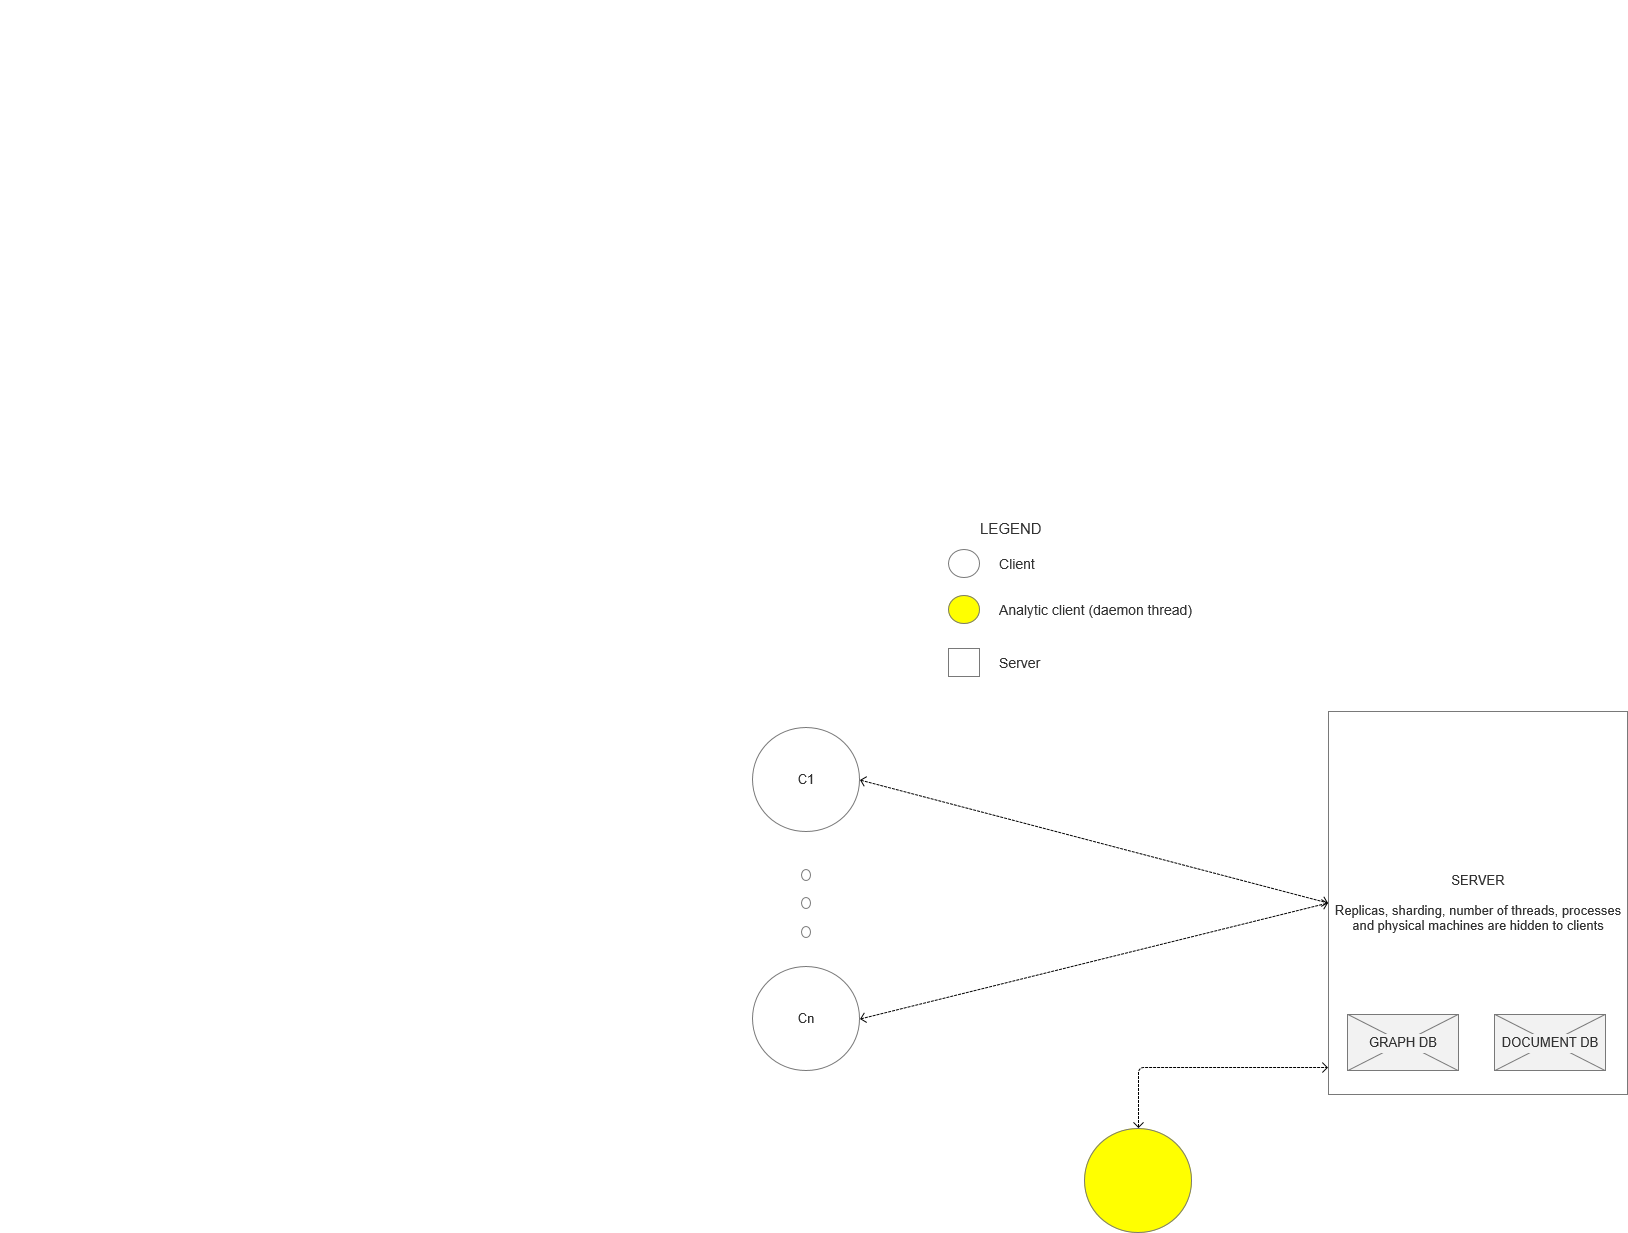 LEGEND
Client
Analytic client (daemon thread)
Server
C1
Cn
SERVER
Replicas, sharding, number of threads, processes
and physical machines are hidden to clients
GRAPH DB
DOCUMENT DB